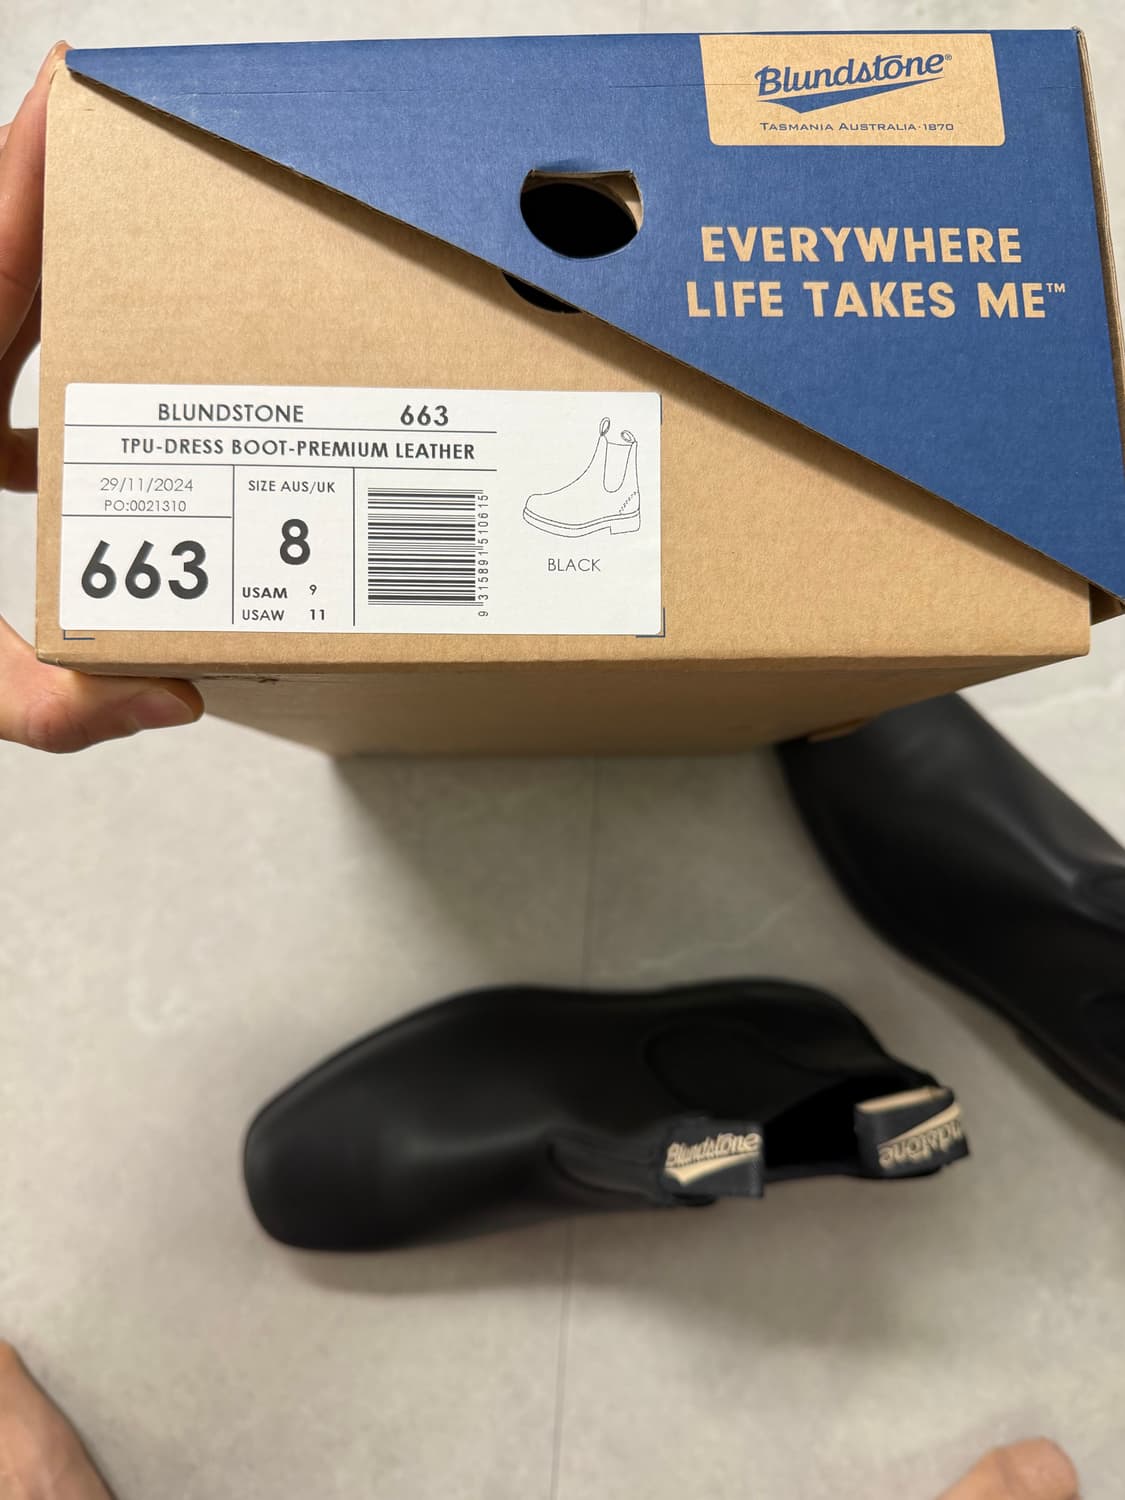 Blundstone®
TASMANIA AUSTRALIA·1870
EVERYWHERE
LIFE TAKES ME™
BLUNDSTONE 663
TPU-DRESS BOOT-PREMIUM LEATHER
29/11/2024
PO:0021310
663
SIZE AUS/UK
8
USAM 9
USAW 11
9 315891 510615
BLACK
Blundstone
Blundstone